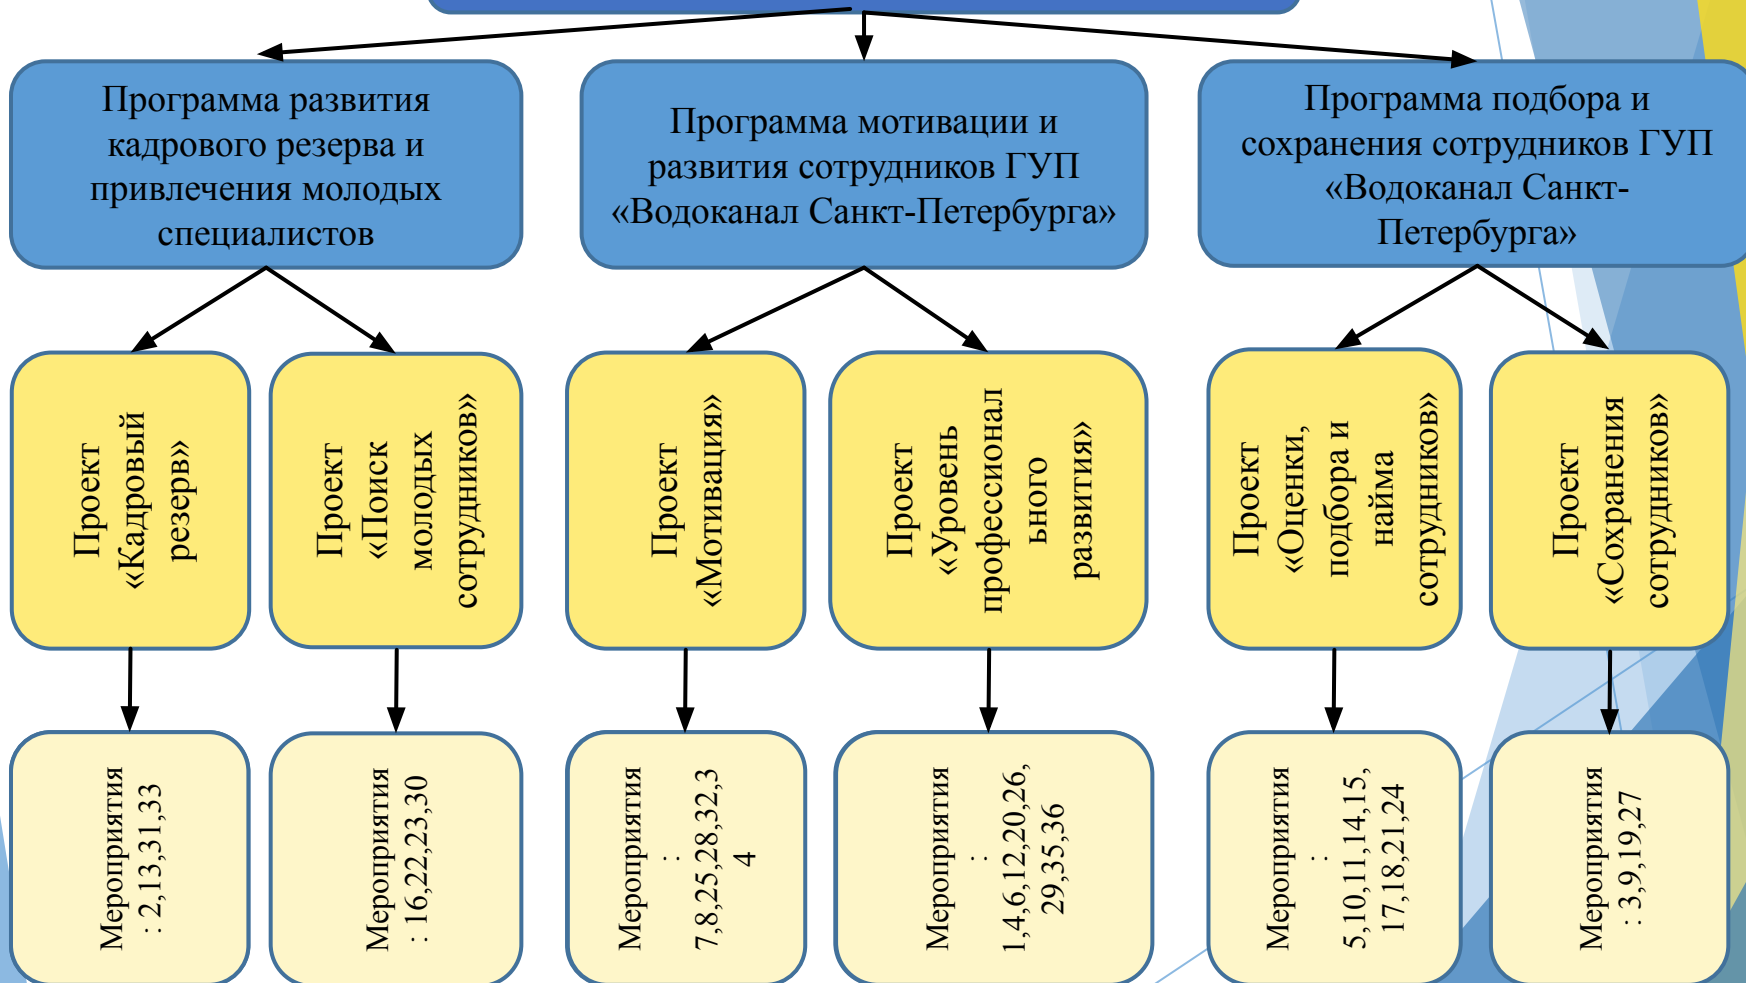 Программа развития
кадрового резерва и
привлечения молодых
специалистов
Программа мотивации и
развития сотрудников ГУП
«Водоканал Санкт-Петербурга»
Программа подбора и
сохранения сотрудников ГУП
«Водоканал Санкт-
Петербурга»
Проект
«Кадровый
резерв»
Проект
«Поиск
молодых
сотрудников»
Проект
«Мотивация»
Проект
«Уровень
профессионал
ьного
развития»
Проект
«Оценки,
подбора и
найма
сотрудников»
Проект
«Сохранения
сотрудников»
Мероприятия
: 2,13,31,33
Мероприятия
: 16,22,23,30
Мероприятия
:
7,8,25,28,32,3
4
Мероприятия
:
1,4,6,12,20,26,
29,35,36
Мероприятия
:
5,10,11,14,15,
17,18,21,24
Мероприятия
: 3,9,19,27